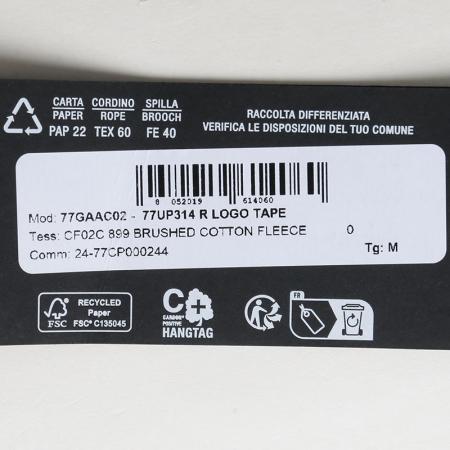 CARTA CORDINO SPILLA
PAPER ROPE BROOCH
PAP 22 TEX 60 FE 40
RACCOLTA DIFFERENZIATA
VERIFICA LE DISPOSIZIONI DEL TUO COMUNE
8 052019 614060
Mod: 77GAAC02 - 77UP314 R LOGO TAPE
Tess: CF02C 899 BRUSHED COTTON FLEECE 0
Comm: 24-77CP000244
Tg: M
FSC
RECYCLED
Paper
FSC® C135045
C
CARBON
POSITIVE
HANGTAG
FR